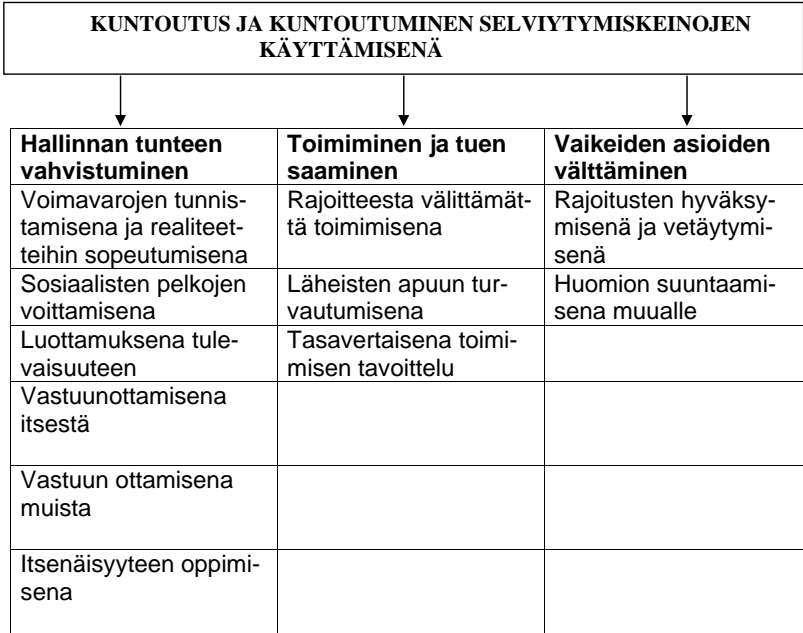 KUNTOUTUS JA KUNTOUTUMINEN SELVIYTYMISKEINOJEN
KÄYTTÄMISENÄ
Hallinnan tunteen
vahvistuminen
Toimiminen ja tuen
saaminen
Vaikeiden asioiden
välttäminen
Voimavarojen tunnis-
tamisena ja realiteet-
teihin sopeutumisena
Rajoitteesta välittämät-
tä toimimisena
Rajoitusten hyväksy-
misenä ja vetäytymi-
senä
Sosiaalisten pelkojen
voittamisena
Läheisten apuun tur-
vautumisena
Huomion suuntaami-
sena muualle
Luottamuksena tule-
vaisuuteen
Tasavertaisena toimi-
misen tavoittelu
Vastuunottamisena
itsestä
Vastuun ottamisena
muista
Itsenäisyyteen oppimi-
sena